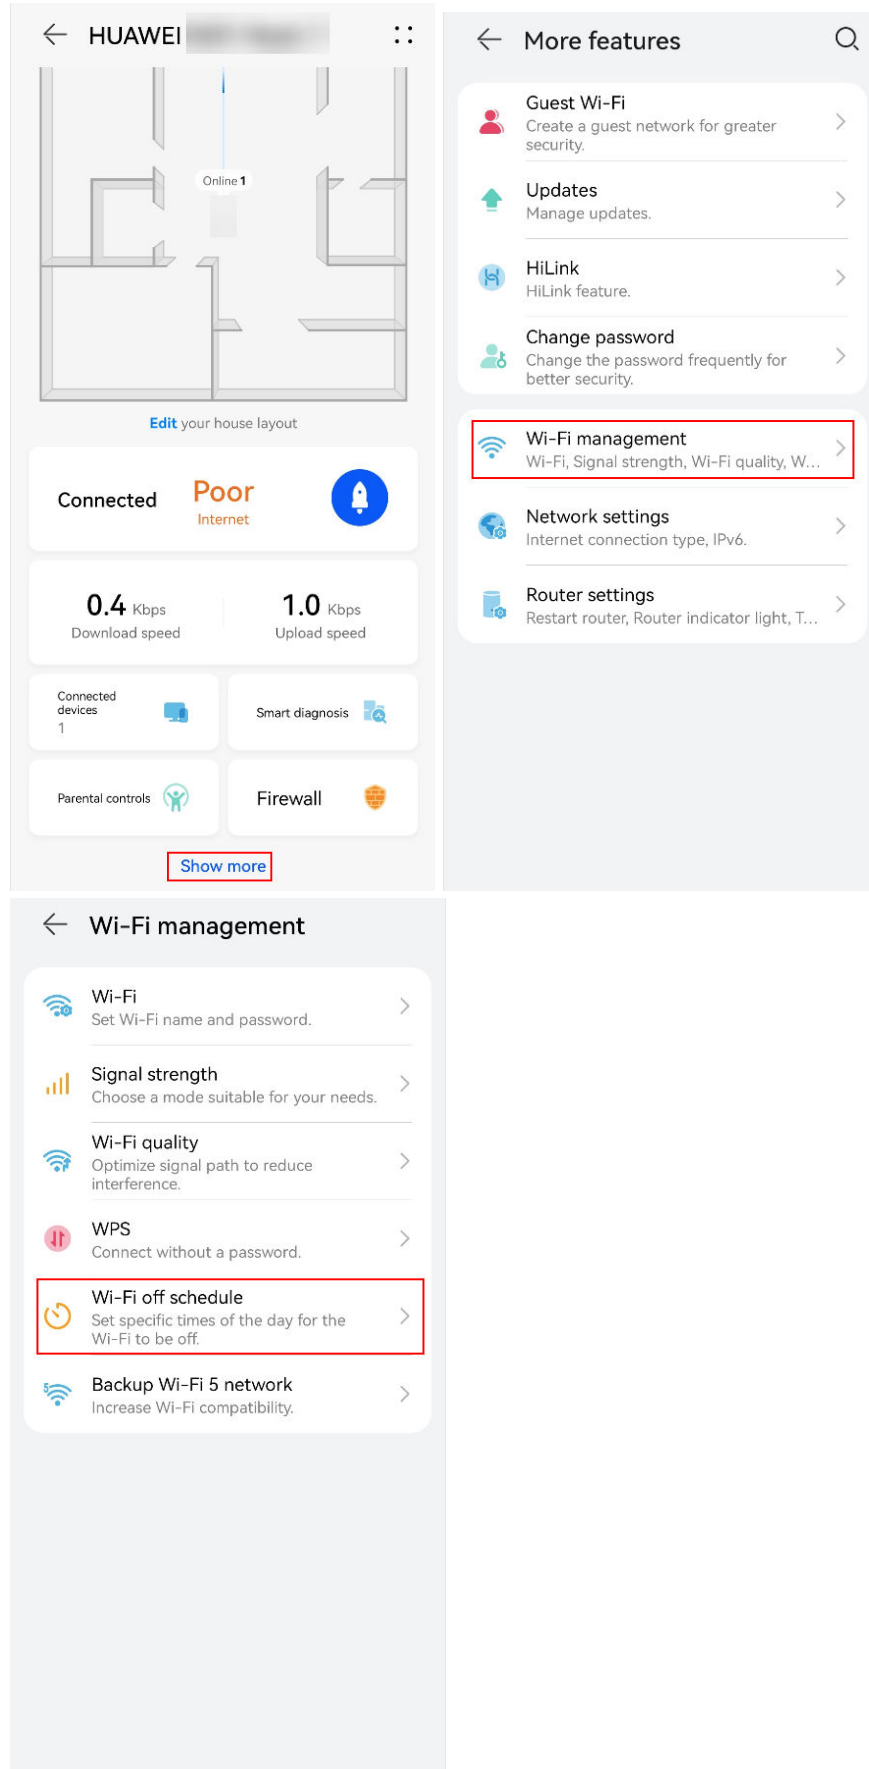 HUAWEI
Online 1
Edit your house layout
Connected
Poor
Internet
0.4 Kbps
Download speed
1.0 Kbps
Upload speed
Connected
devices
1
Smart diagnosis
Parental controls
Firewall
Show more
More features
Guest Wi-Fi
Create a guest network for greater
security.
Updates
Manage updates.
HiLink
HiLink feature.
Change password
Change the password frequently for
better security.
Wi-Fi management
Wi-Fi, Signal strength, Wi-Fi quality, W...
Network settings
Internet connection type, IPv6.
Router settings
Restart router, Router indicator light, T...
Wi-Fi management
Wi-Fi
Set Wi-Fi name and password.
Signal strength
Choose a mode suitable for your needs.
Wi-Fi quality
Optimize signal path to reduce
interference.
WPS
Connect without a password.
Wi-Fi off schedule
Set specific times of the day for the
Wi-Fi to be off.
5
Backup Wi-Fi 5 network
Increase Wi-Fi compatibility.